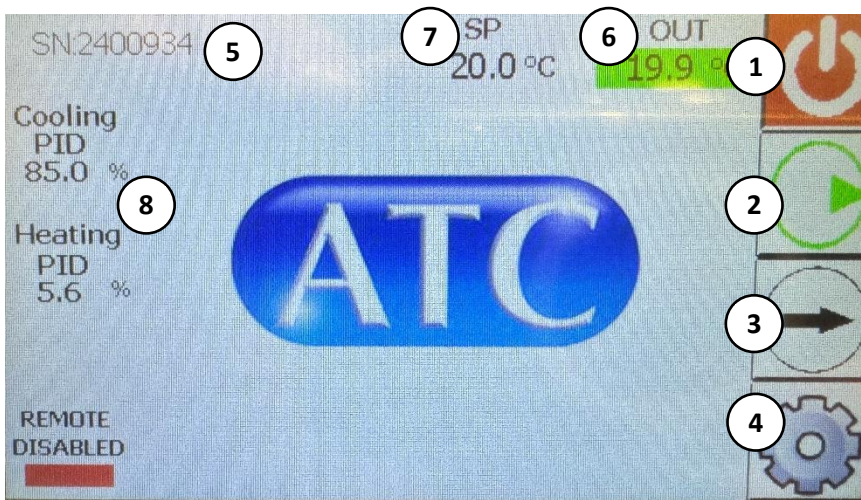 SN:2400934
5
7
SP
20.0 °C
6
OUT
19.9 °
1
Cooling
PID
85.0 %
8
Heating
PID
5.6 %
ATC
2
3
4
REMOTE
DISABLED